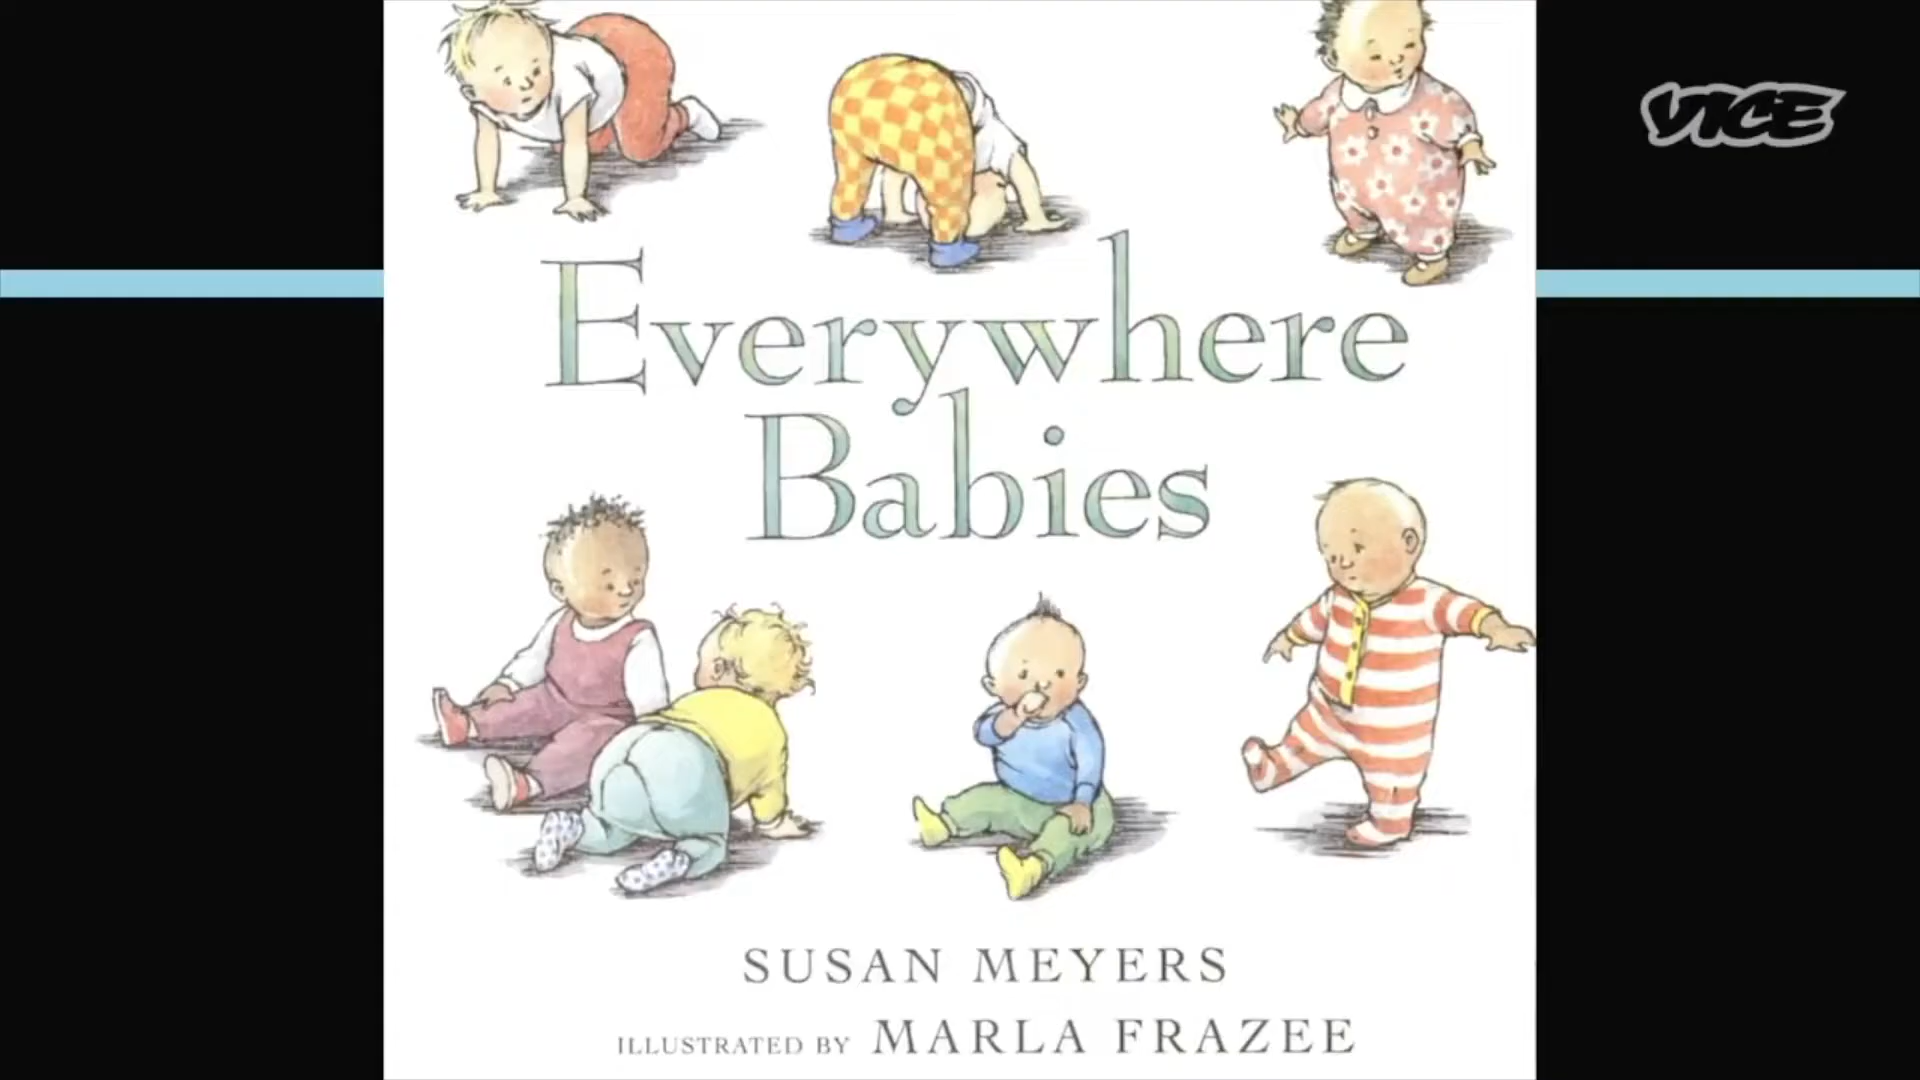 VICE
Everywhere
Babies
SUSAN MEYERS
ILLUSTRATED BY MARLA FRAZEE